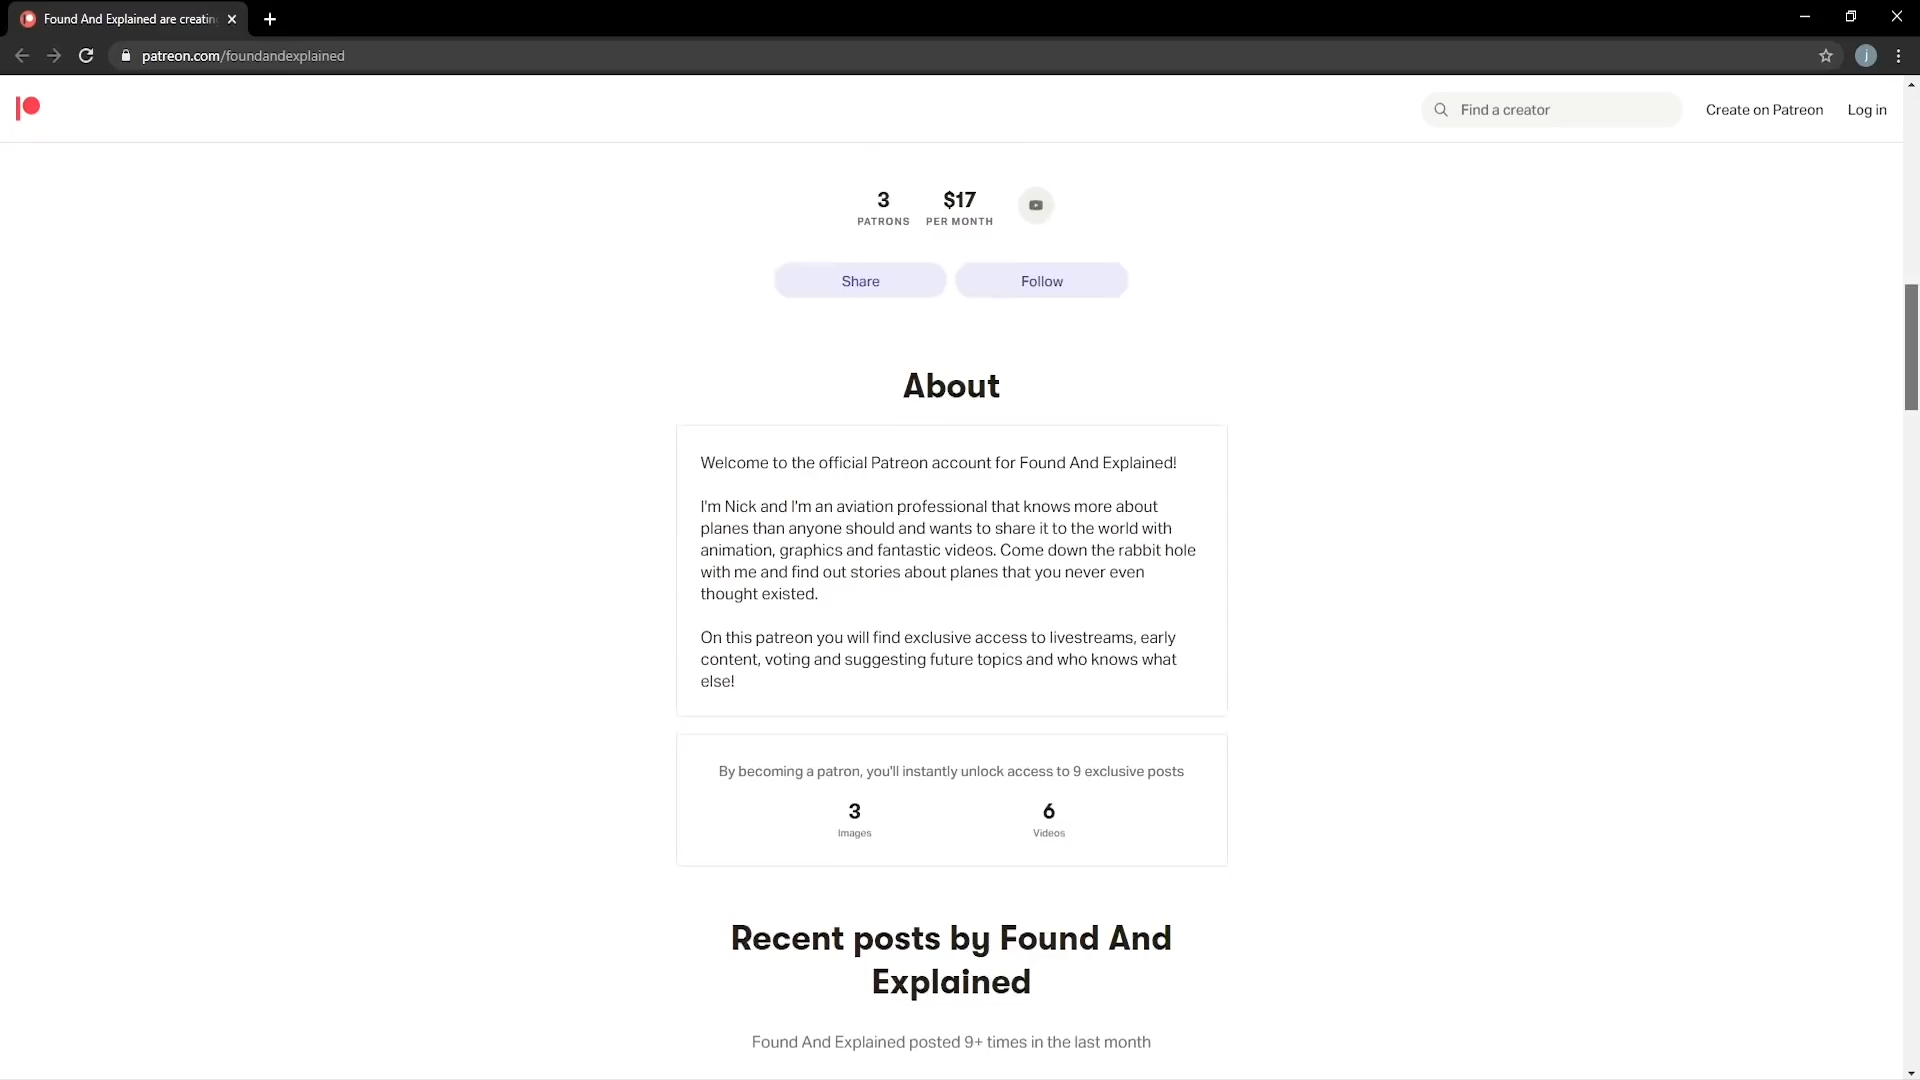 Found And Explained are creatin
patreon.com/foundandexplained
j
Find a creator
Create on Patreon
Log in
3
PATRONS
$17
PER MONTH
Share
Follow
About
Welcome to the official Patreon account for Found And Explained!
I'm Nick and I'm an aviation professional that knows more about
planes than anyone should and wants to share it to the world with
animation, graphics and fantastic videos. Come down the rabbit hole
with me and find out stories about planes that you never even
thought existed.
On this patreon you will find exclusive access to livestreams, early
content, voting and suggesting future topics and who knows what
else!
By becoming a patron, you'll instantly unlock access to 9 exclusive posts
3
Images
6
Videos
Recent posts by Found And
Explained
Found And Explained posted 9+ times in the last month